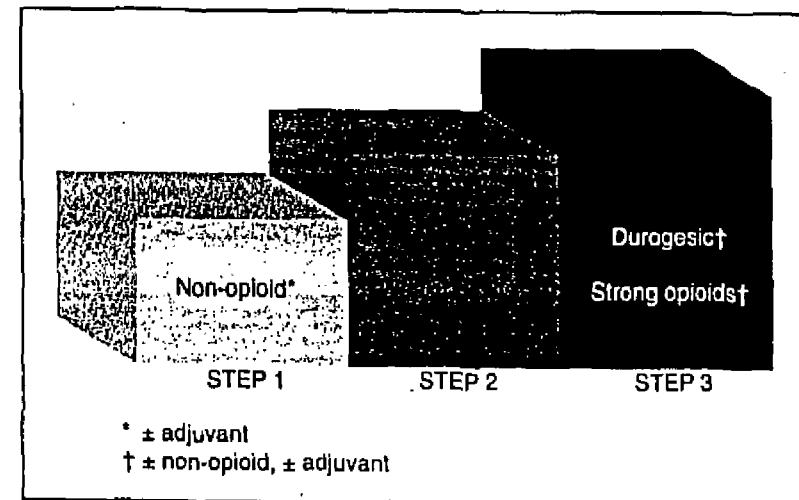 Durogesic†
Non-opioid*
Strong opioids†
STEP 1
STEP 2
STEP 3
* ± adjuvant
† ± non-opioid, ± adjuvant